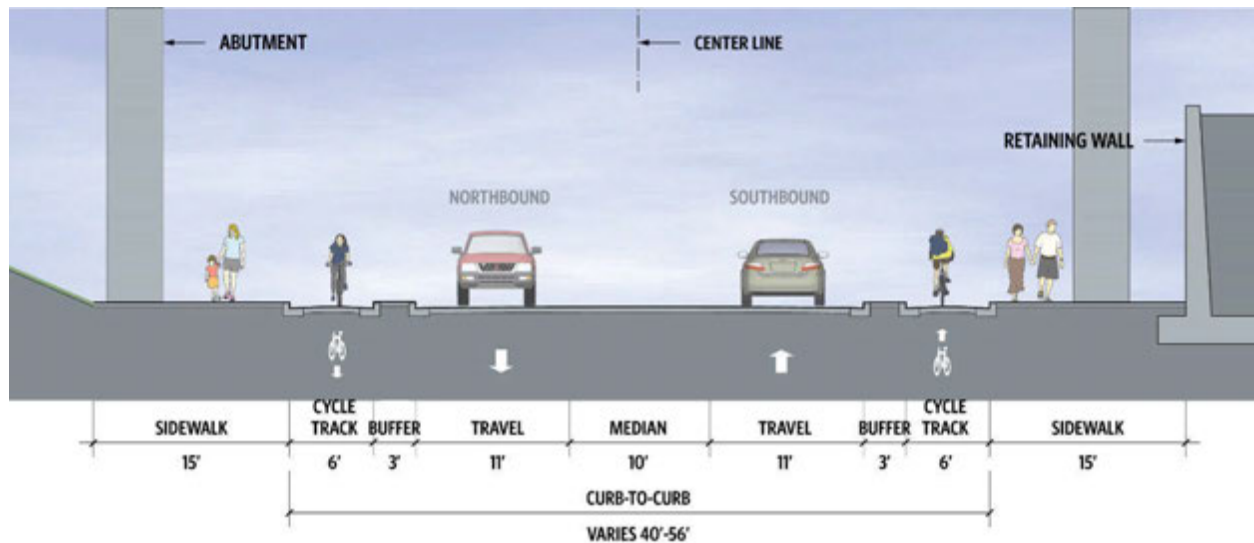 ABUTMENT
CENTER LINE
RETAINING WALL
NORTHBOUND
SOUTHBOUND
SIDEWALK
CYCLE
TRACK
BUFFER
TRAVEL
MEDIAN
TRAVEL
BUFFER
CYCLE
TRACK
SIDEWALK
15' 6' 3' 11' 10' 11' 3' 6' 15'
CURB-TO-CURB
VARIES 40'-56'